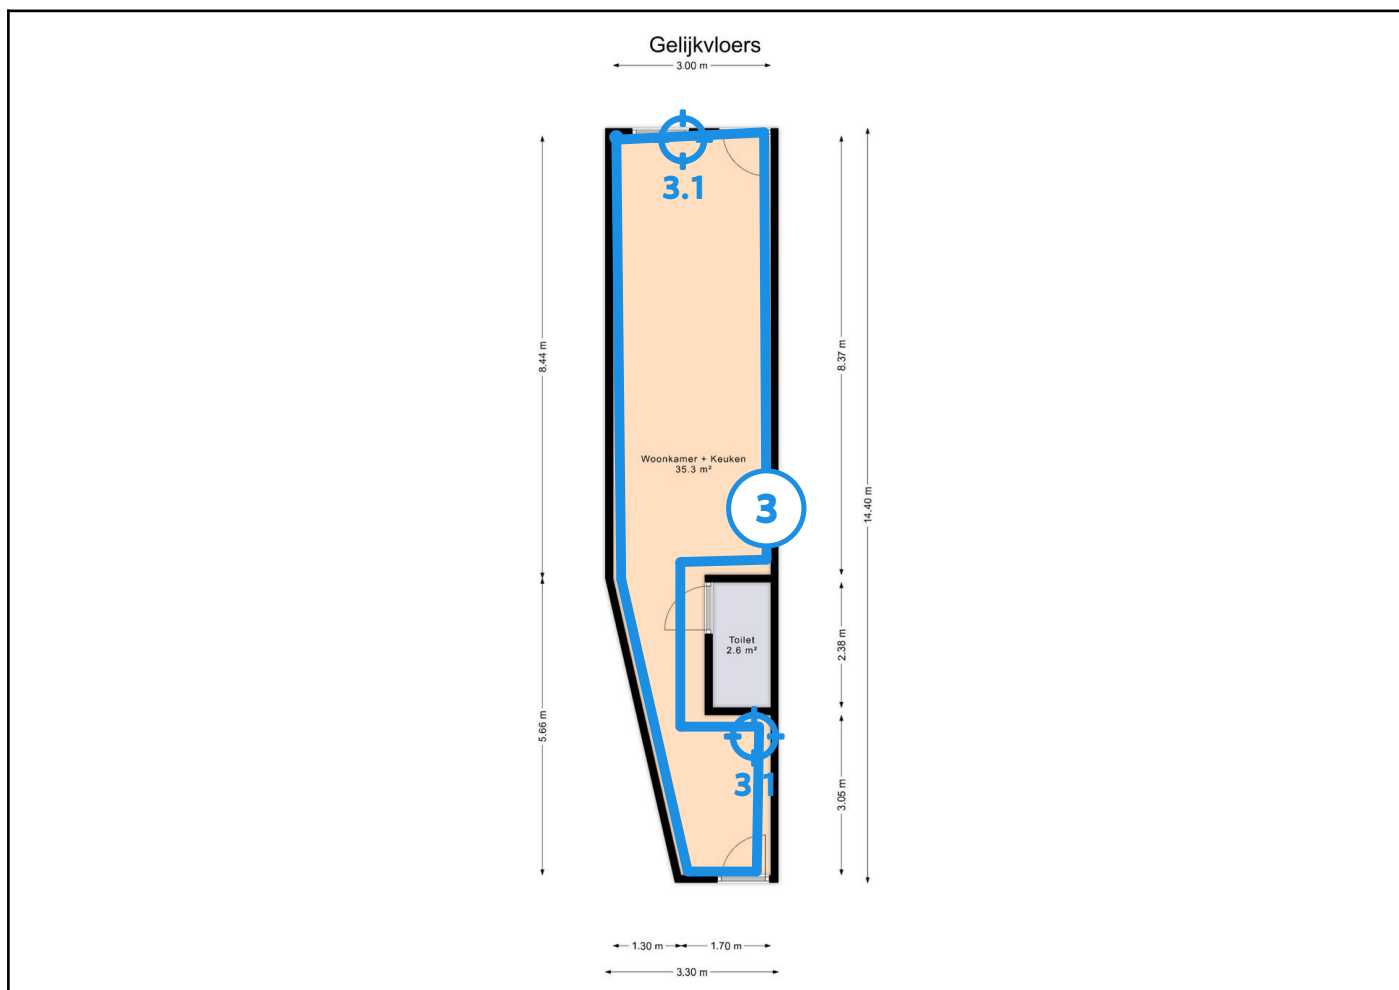 Gelijkvloers
3.00 m
3.1
8.44 m
8.37 m
Woonkamer + Keuken
35.3 m²
3
14.40 m
Toilet
2.6 m²
2.38 m
5.66 m
3.1
3.05 m
1.30 m
1.70 m
3.30 m